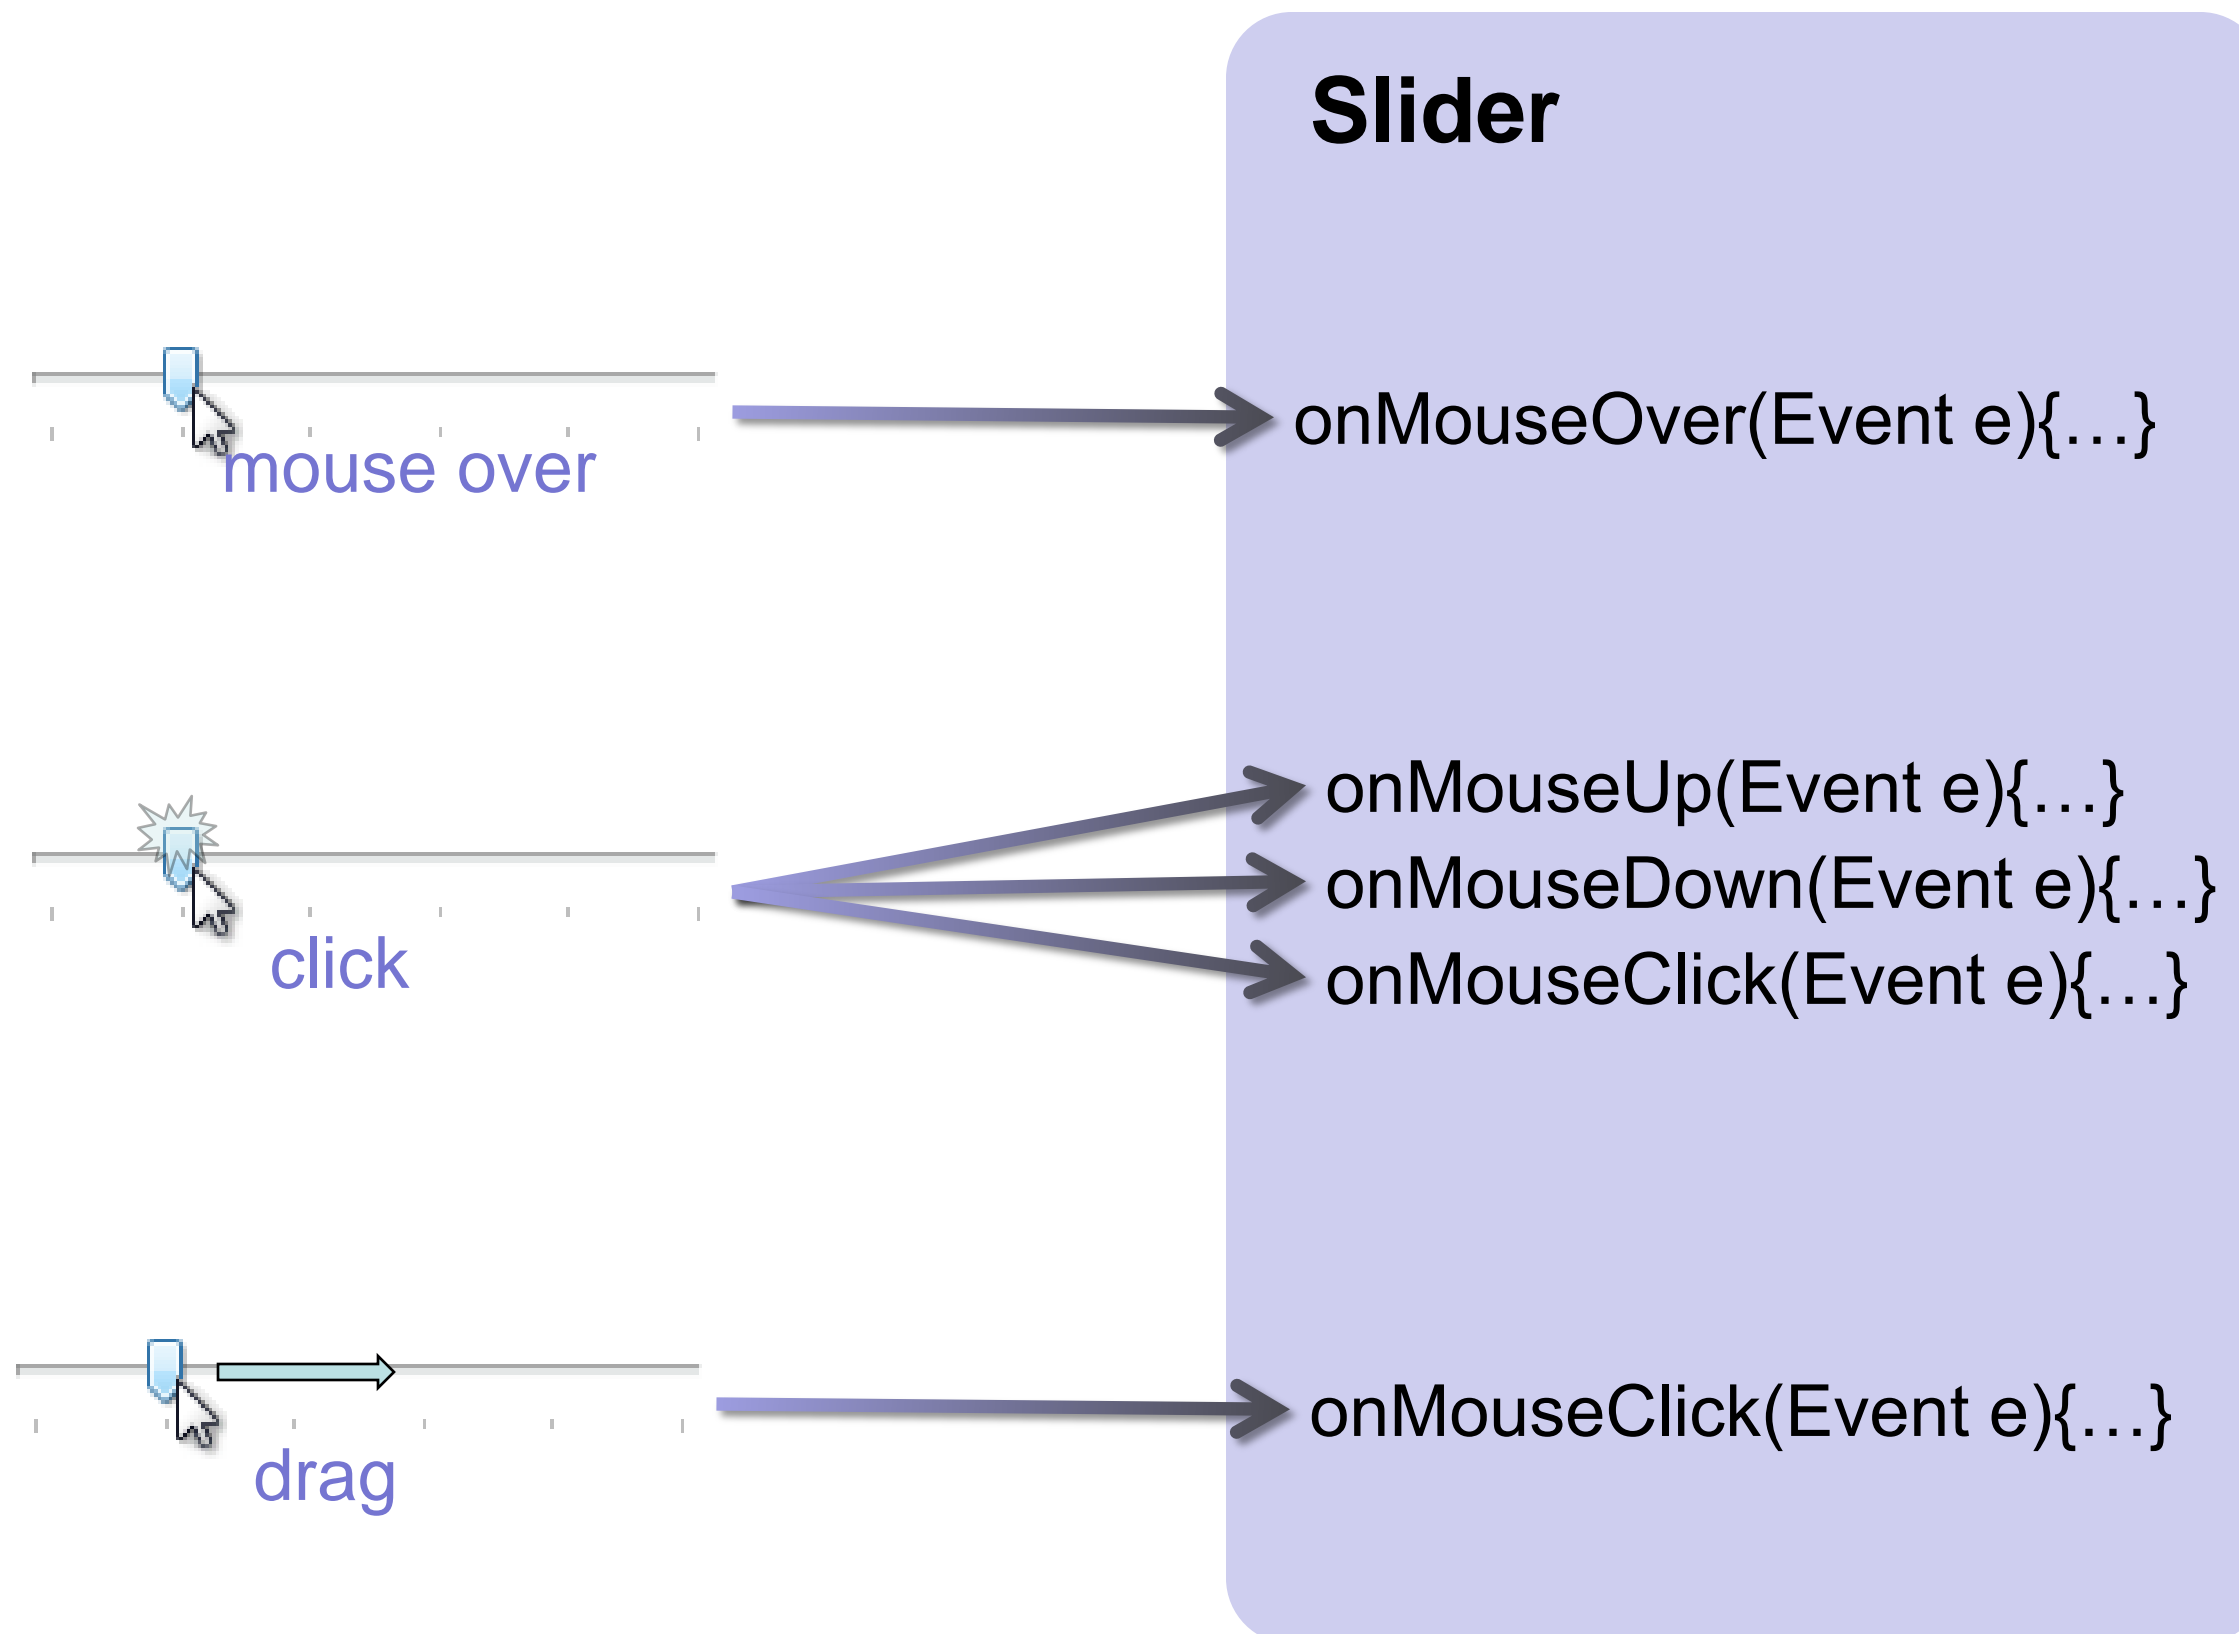 Slider
mouse over
onMouseOver(Event e){…}
click
onMouseUp(Event e){…}
onMouseDown(Event e){…}
onMouseClick(Event e){…}
drag
onMouseClick(Event e){…}